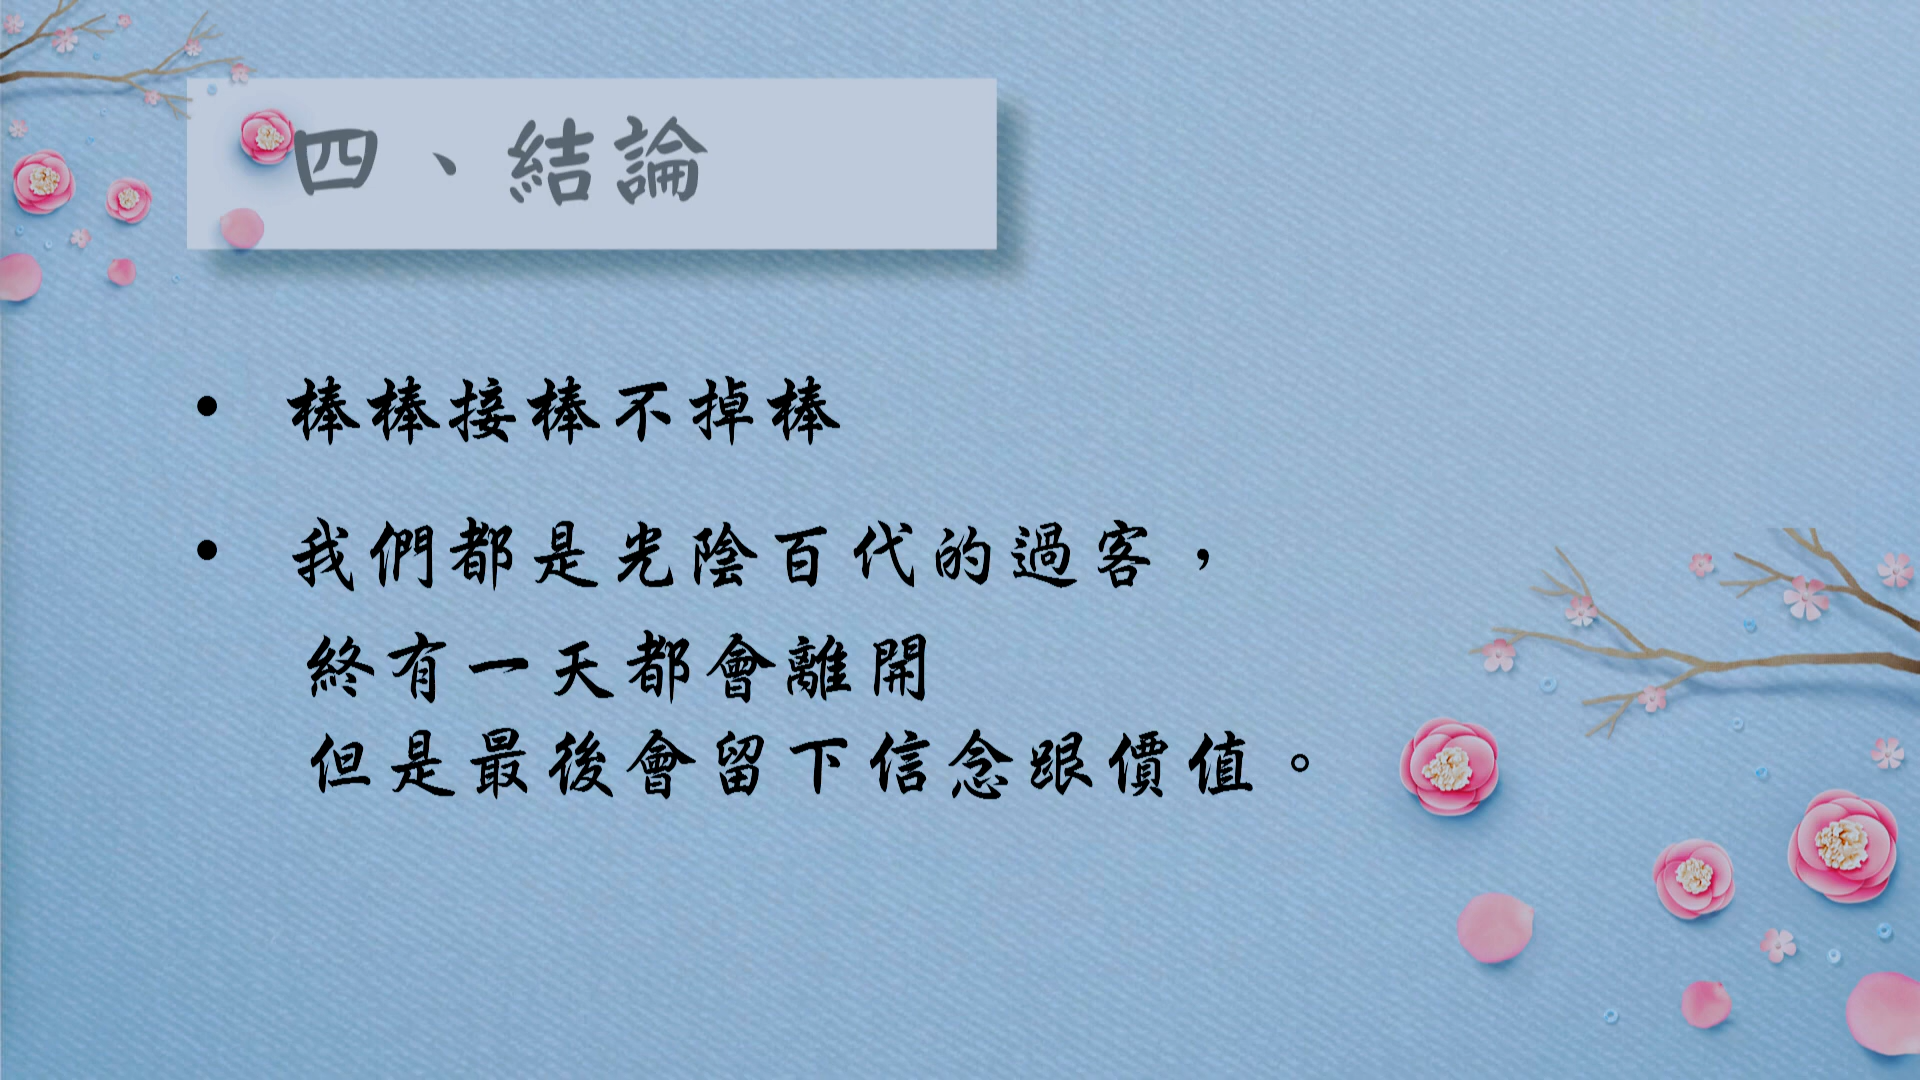 四、結論
• 棒棒接棒不掉棒
• 我們都是光陰百代的過客，
終有一天都會離開
但是最後會留下信念跟價值。